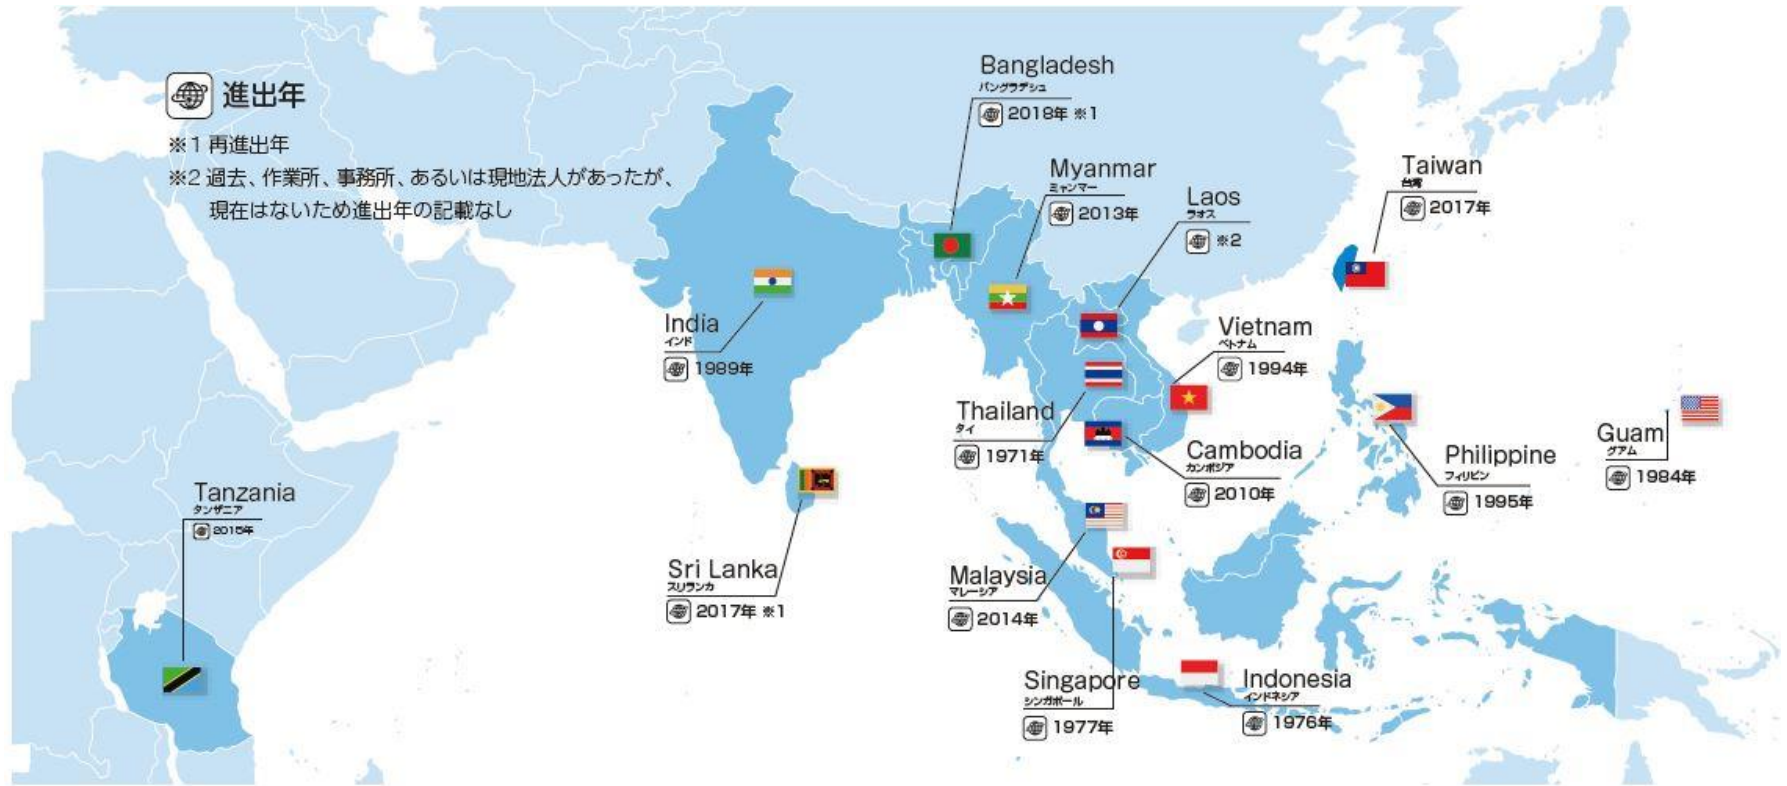 進出年
※1 再進出年
※2 過去、作業所、事務所、あるいは現地法人があったが、
現在はないため進出年の記載なし
Bangladesh
バングラデシュ
2018年 ※1
Myanmar
ミャンマー
2013年
Laos
ラオス
※2
Taiwan
台湾
2017年
India
インド
1989年
Vietnam
ベトナム
1994年
Thailand
タイ
1971年
Cambodia
カンボジア
2010年
Philippine
フィリピン
1995年
Guam
グアム
1984年
Tanzania
タンザニア
2015年
Sri Lanka
スリランカ
2017年 ※1
Malaysia
マレーシア
2014年
Singapore
シンガポール
1977年
Indonesia
インドネシア
1976年